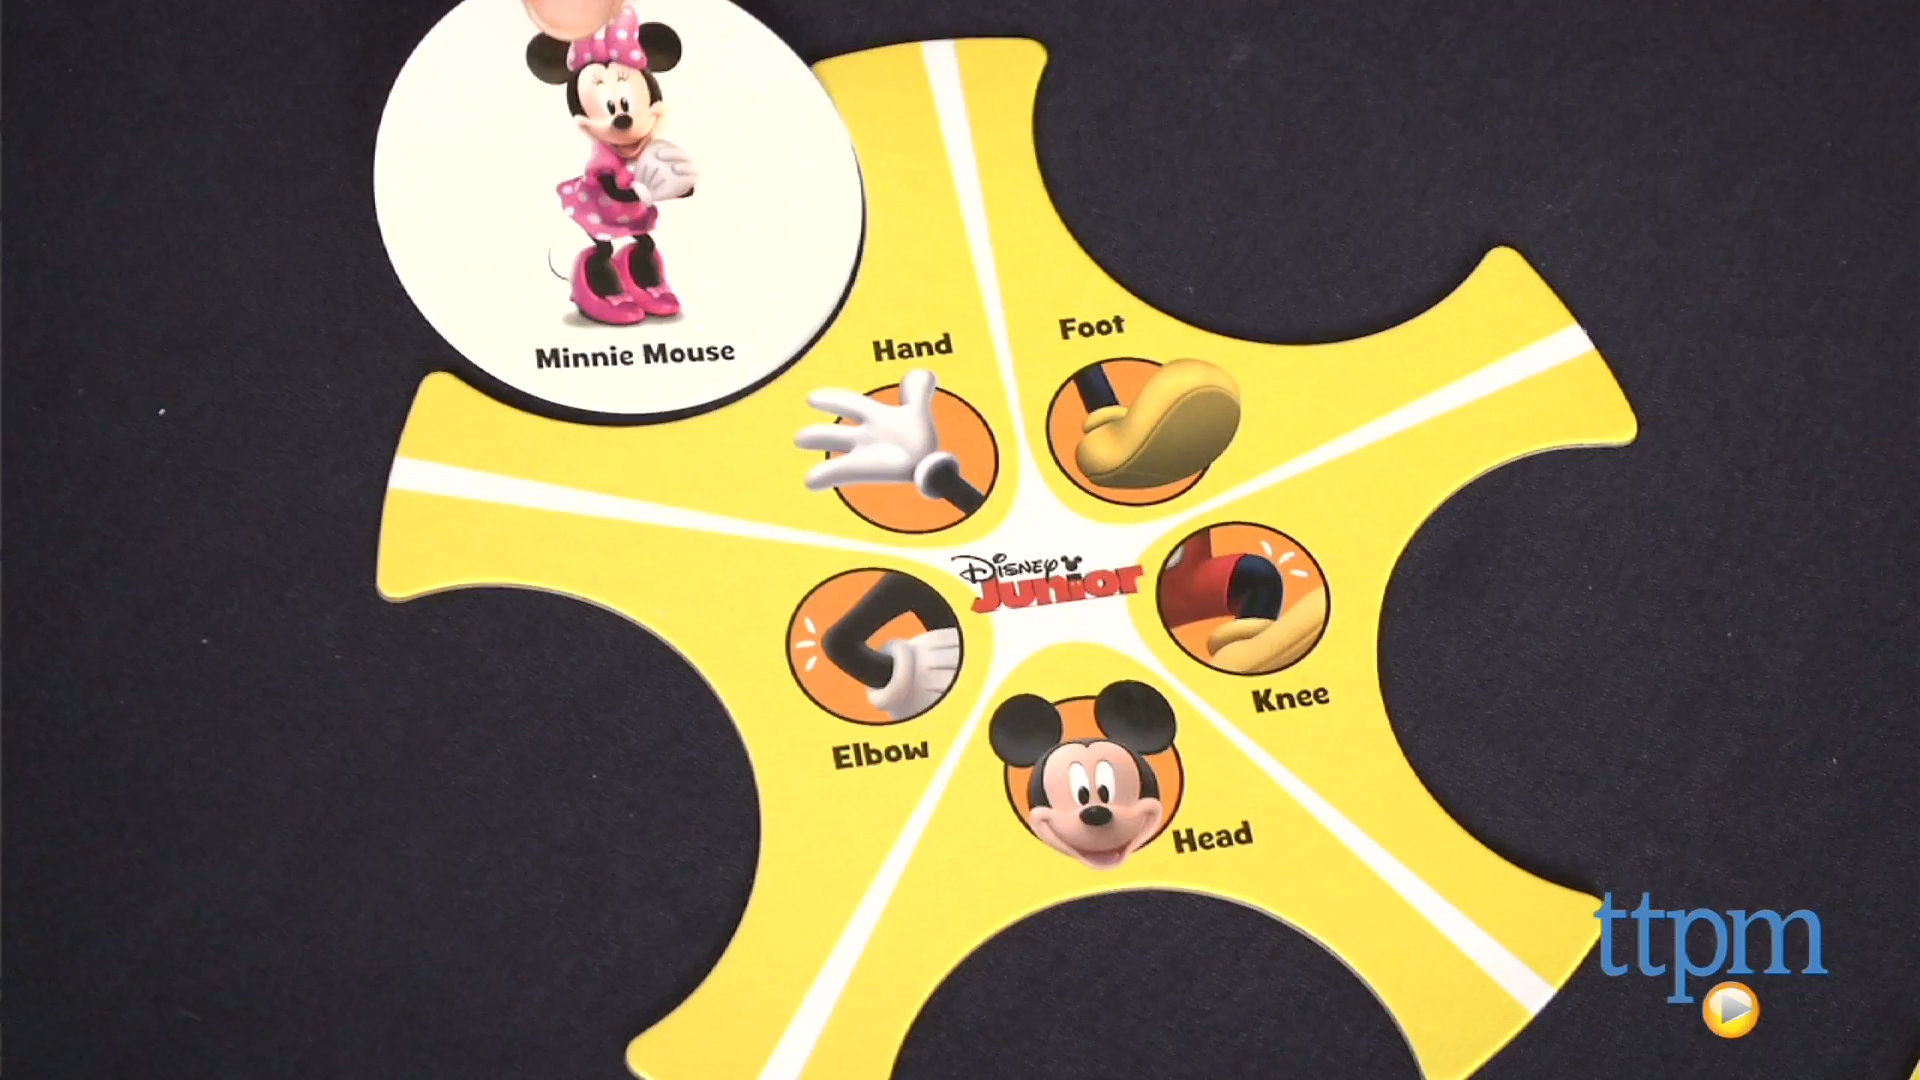 Minnie Mouse
Hand
Foot
Disney
Junior
Elbow
Knee
Head
ttpm